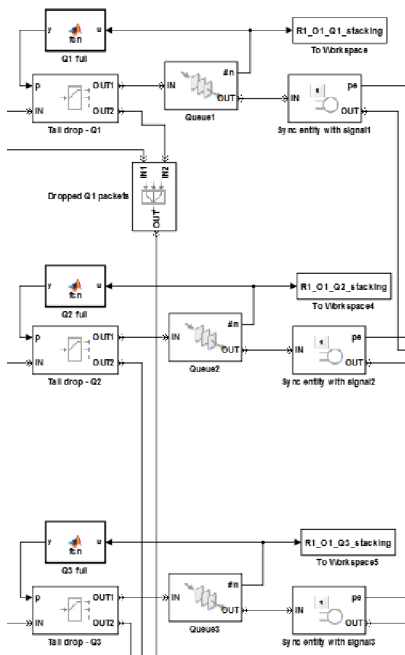 y fcn u
R1_O1_Q1_stacking
Q1 full
#n
To Workspace
p OUT1
IN
pe
IN OUT2
OUT
IN
OUT
Tail drop - Q1
Queue1
Sync entity with signal1
IN1 IN2
Dropped Q1 packets
OUT
y fcn u
R1_O1_Q2_stacking
Q2 full
#n
To Workspace4
p OUT1
IN
pe
IN OUT2
OUT
IN
OUT
Tail drop - Q2
Queue2
Sync entity with signal2
y fcn u
R1_O1_Q3_stacking
Q3 full
#n
To Workspace5
p OUT1
IN
pe
IN OUT2
OUT
IN
OUT
Tail drop - Q3
Queue3
Sync entity with signal3